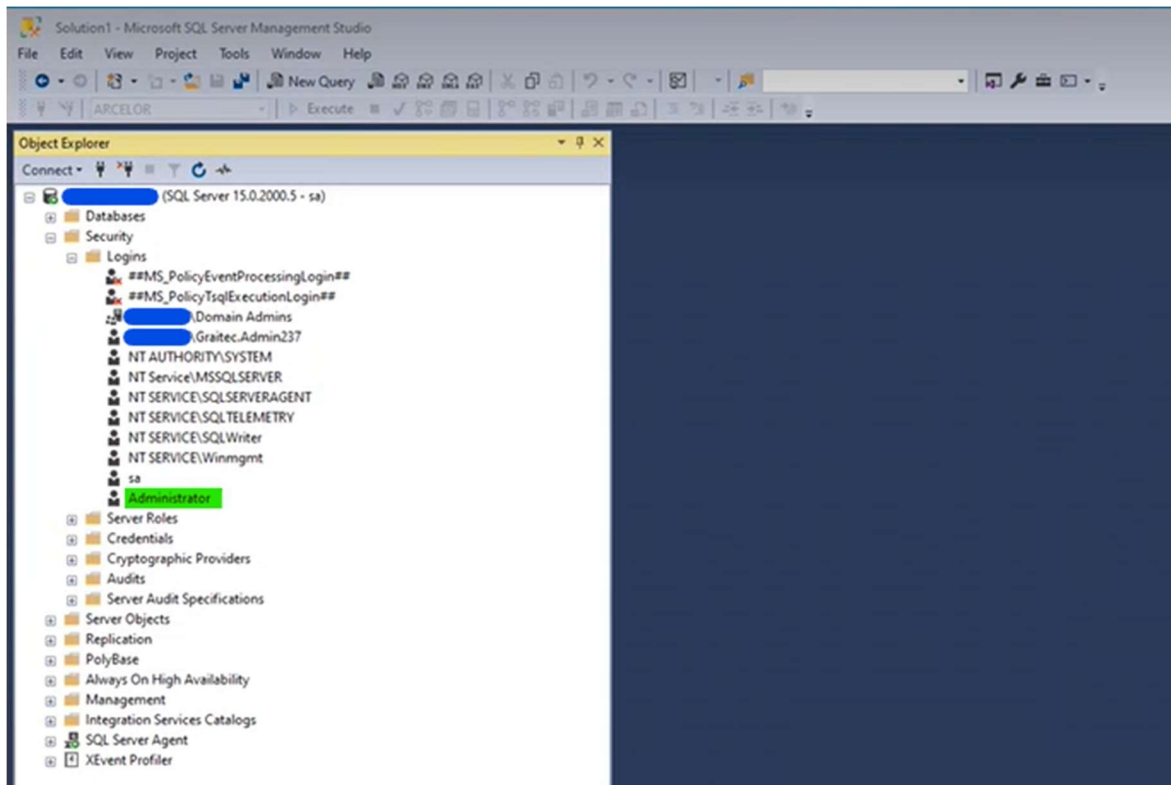 Solution1 - Microsoft SQL Server Management Studio
File Edit View Project Tools Window Help
New Query
ARCELOR Execute
Object Explorer
Connect
(SQL Server 15.0.2000.5 - sa)
Databases
Security
Logins
##MS_PolicyEventProcessingLogin##
##MS_PolicyTsqlExecutionLogin##
\Domain Admins
\Graitec.Admin237
NT AUTHORITY\SYSTEM
NT Service\MSSQLSERVER
NT SERVICE\SQLSERVERAGENT
NT SERVICE\SQLTELEMETRY
NT SERVICE\SQLWriter
NT SERVICE\Winmgmt
sa
Administrator
Server Roles
Credentials
Cryptographic Providers
Audits
Server Audit Specifications
Server Objects
Replication
PolyBase
Always On High Availability
Management
Integration Services Catalogs
SQL Server Agent
XEvent Profiler